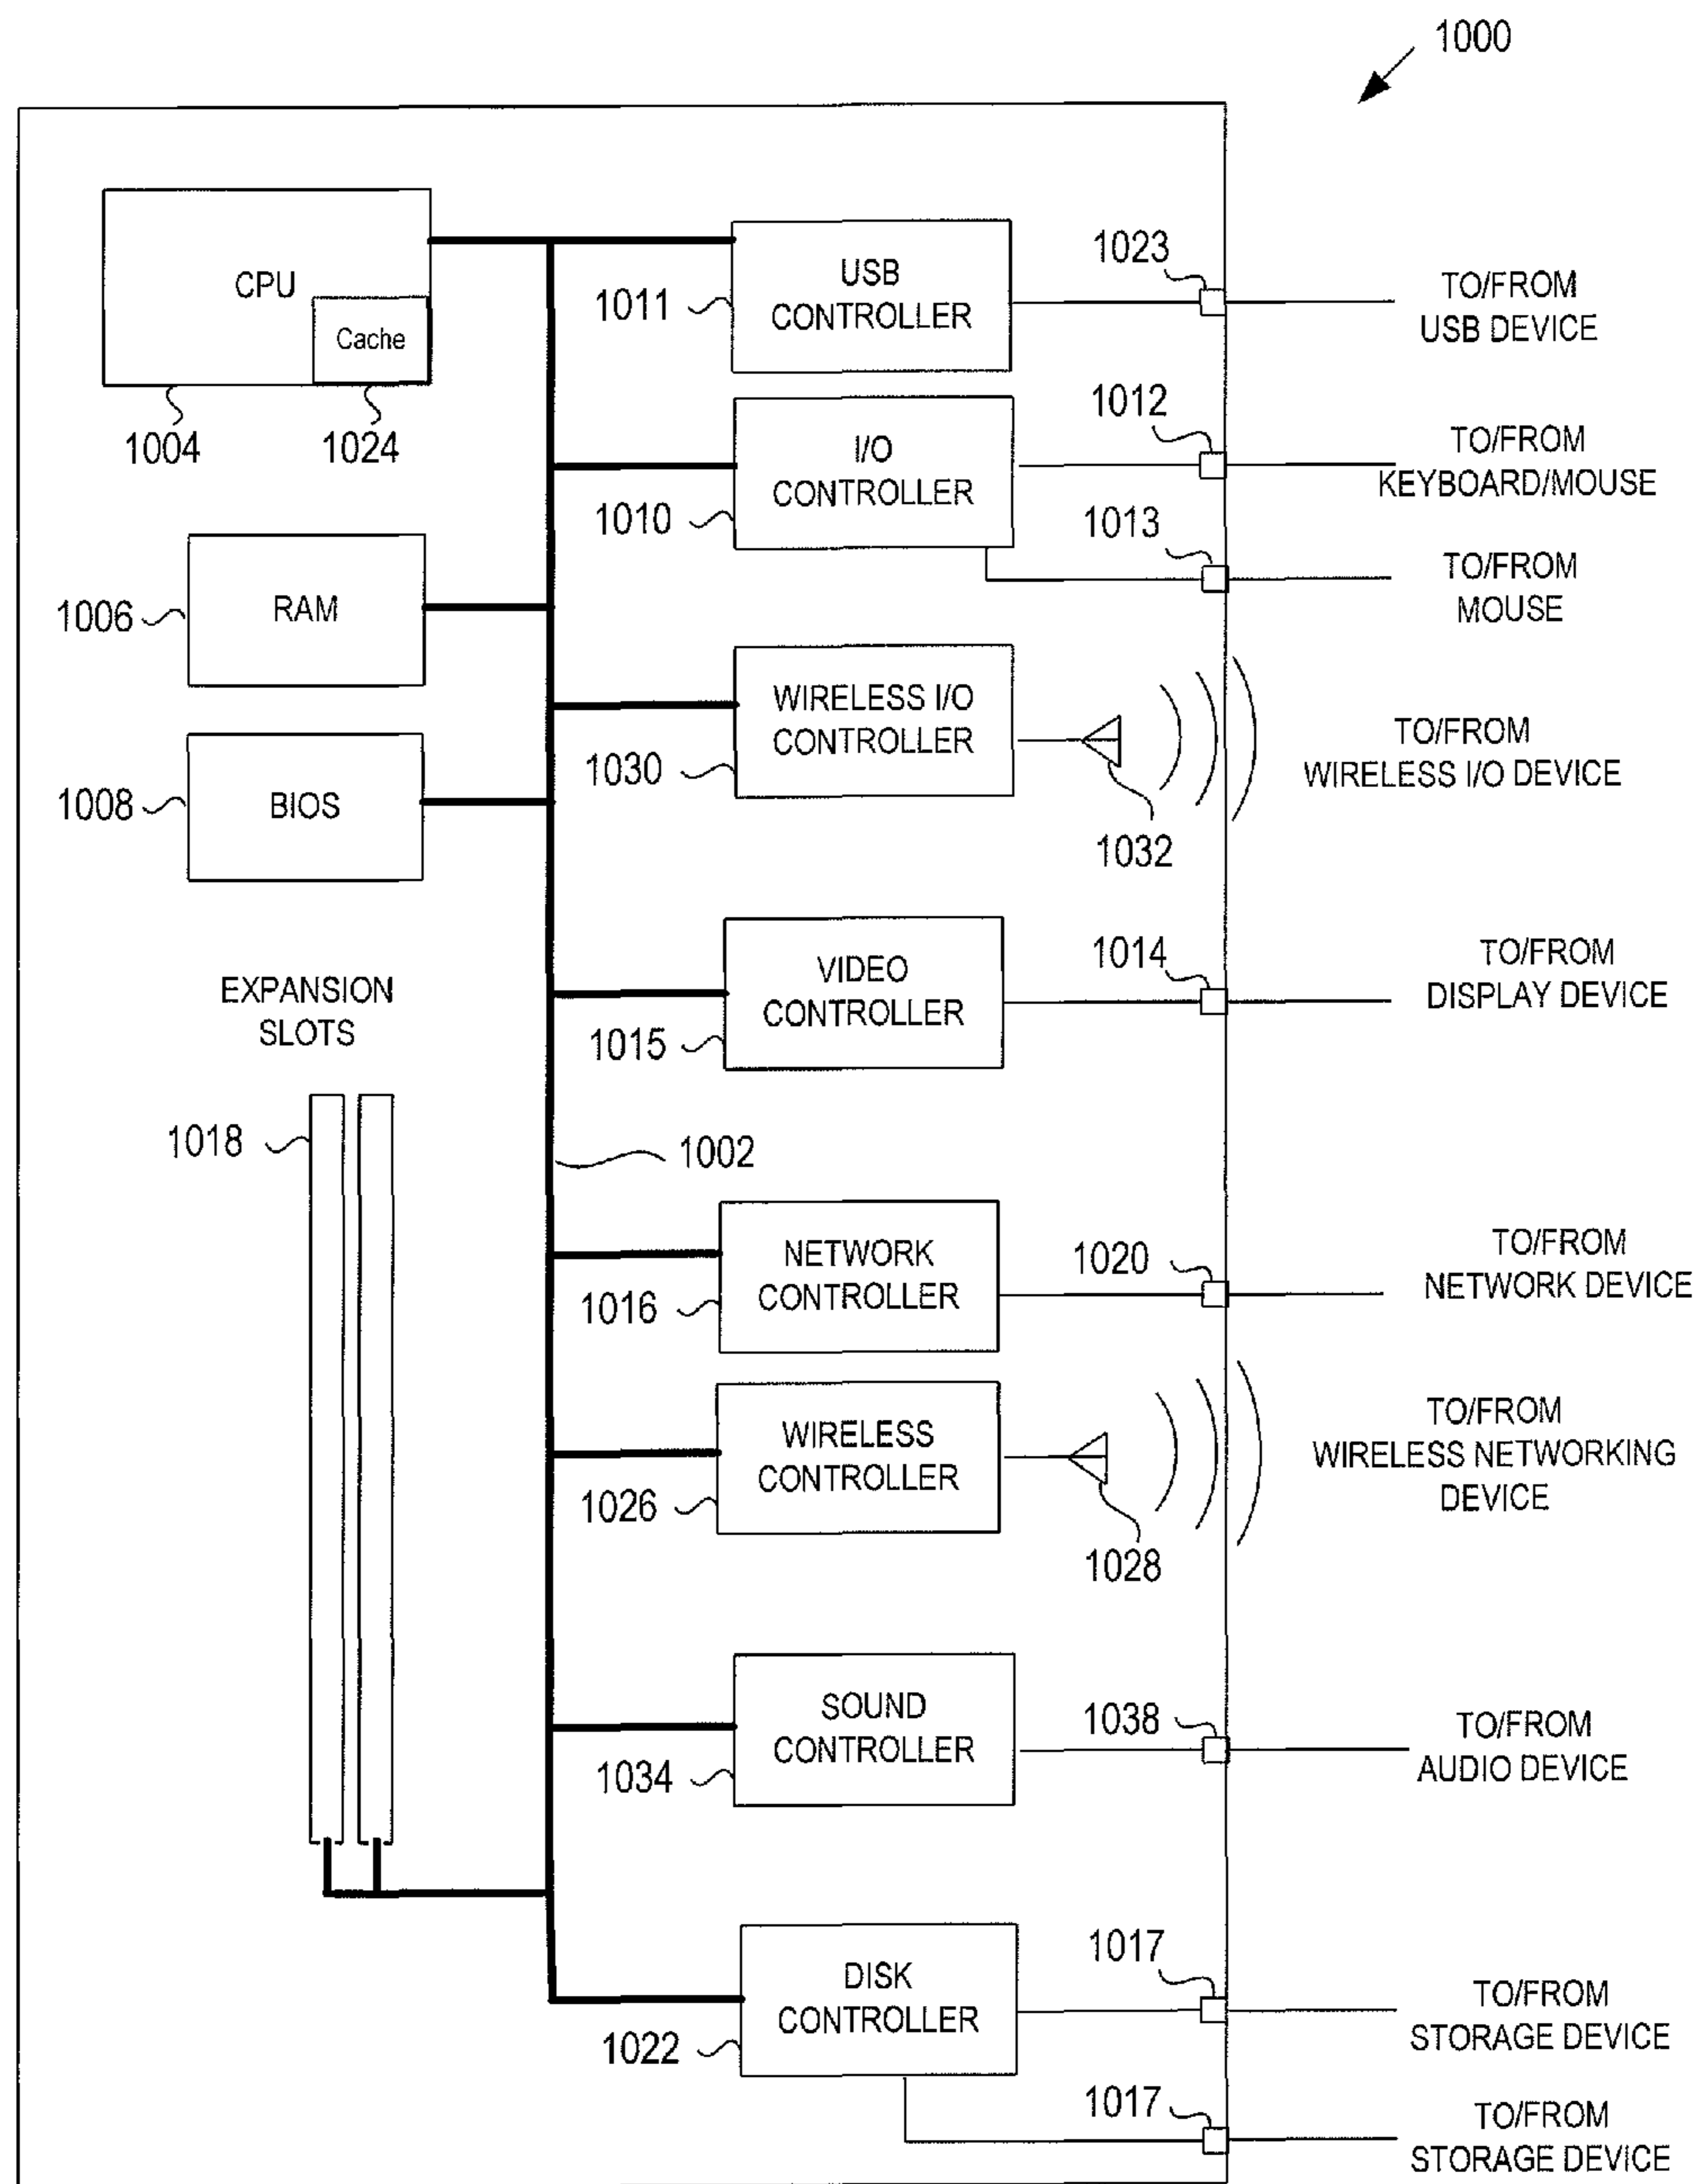 1000
CPU
Cache
1004
1024
USB
CONTROLLER
1011
1023
TO/FROM
USB DEVICE
I/O
CONTROLLER
1010
1012
TO/FROM
KEYBOARD/MOUSE
1013
TO/FROM
MOUSE
1006
RAM
WIRELESS I/O
CONTROLLER
1030
1032
TO/FROM
WIRELESS I/O DEVICE
1008
BIOS
VIDEO
CONTROLLER
1015
1014
TO/FROM
DISPLAY DEVICE
EXPANSION
SLOTS
1018
1002
NETWORK
CONTROLLER
1016
1020
TO/FROM
NETWORK DEVICE
WIRELESS
CONTROLLER
1026
1028
TO/FROM
WIRELESS NETWORKING
DEVICE
SOUND
CONTROLLER
1034
1038
TO/FROM
AUDIO DEVICE
DISK
CONTROLLER
1022
1017
TO/FROM
STORAGE DEVICE
1017
TO/FROM
STORAGE DEVICE